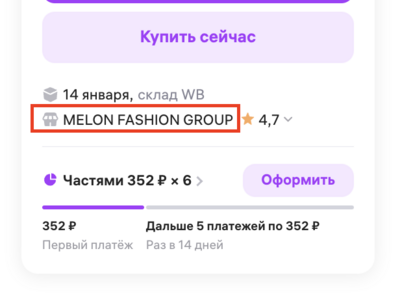 Купить сейчас
14 января, склад WB
MELON FASHION GROUP 4,7
Частями 352 ₽ × 6
Оформить
352 ₽ Дальше 5 платежей по 352 ₽
Первый платёж Раз в 14 дней